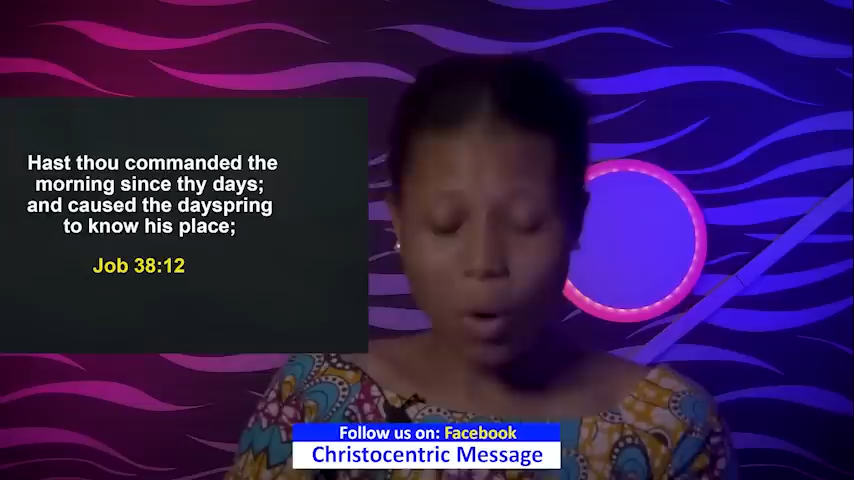 Hast thou commanded the
morning since thy days;
and caused the dayspring
to know his place;
Job 38:12
Follow us on: Facebook
Christocentric Message